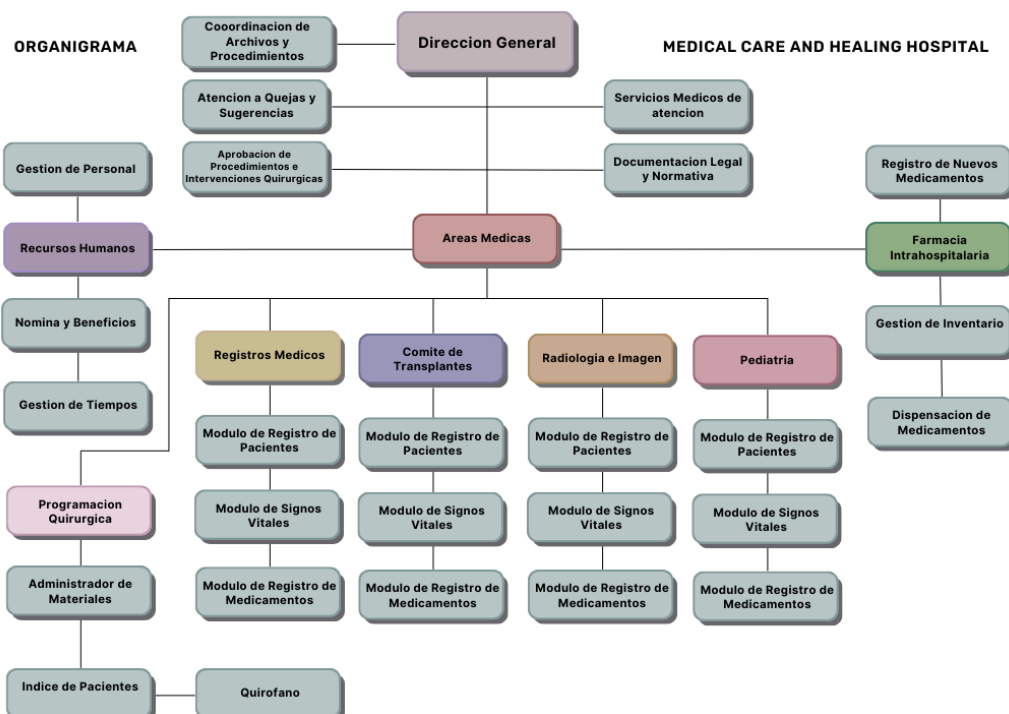 ORGANIGRAMA
Cooordinacion de
Archivos y
Procedimientos
Direccion General
MEDICAL CARE AND HEALING HOSPITAL
Atencion a Quejas y
Sugerencias
Servicios Medicos de
atencion
Aprobacion de
Procedimientos e
Intervenciones Quirurgicas
Documentacion Legal
y Normativa
Gestion de Personal
Registro de Nuevos
Medicamentos
Recursos Humanos
Areas Medicas
Farmacia
Intrahospitalaria
Nomina y Beneficios
Gestion de Inventario
Gestion de Tiempos
Dispensacion de
Medicamentos
Registros Medicos
Comite de
Transplantes
Radiologia e Imagen
Pediatria
Modulo de Registro de
Pacientes
Modulo de Registro de
Pacientes
Modulo de Registro de
Pacientes
Modulo de Registro de
Pacientes
Programacion
Quirurgica
Modulo de Signos
Vitales
Modulo de Signos
Vitales
Modulo de Signos
Vitales
Modulo de Signos
Vitales
Administrador de
Materiales
Modulo de Registro de
Medicamentos
Modulo de Registro de
Medicamentos
Modulo de Registro de
Medicamentos
Modulo de Registro de
Medicamentos
Indice de Pacientes
Quirofano